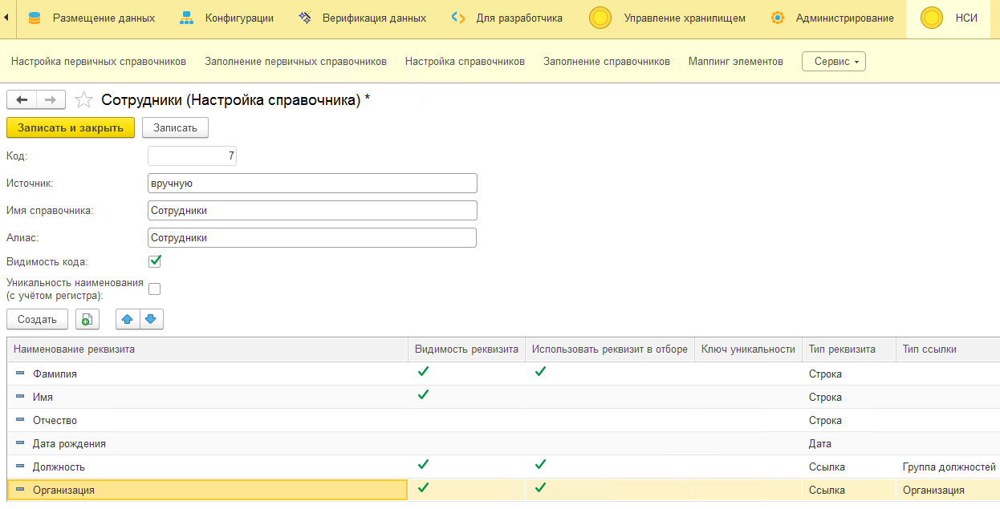 Размещение данных Конфигурации Верификация данных Для разработчика Управление хранилищем Администрирование НСИ
Настройка первичных справочников Заполнение первичных справочников Настройка справочников Заполнение справочников Маппинг элементов Сервис
Сотрудники (Настройка справочника) *
Записать и закрыть Записать
Код: 7
Источник: вручную
Имя справочника: Сотрудники
Алиас: Сотрудники
Видимость кода:
Уникальность наименования
(с учётом регистра):
Создать
Наименование реквизита Видимость реквизита Использовать реквизит в отборе Ключ уникальности Тип реквизита Тип ссылки
Фамилия Строка
Имя Строка
Отчество Строка
Дата рождения Дата
Должность Ссылка Группа должностей
Организация Ссылка Организация